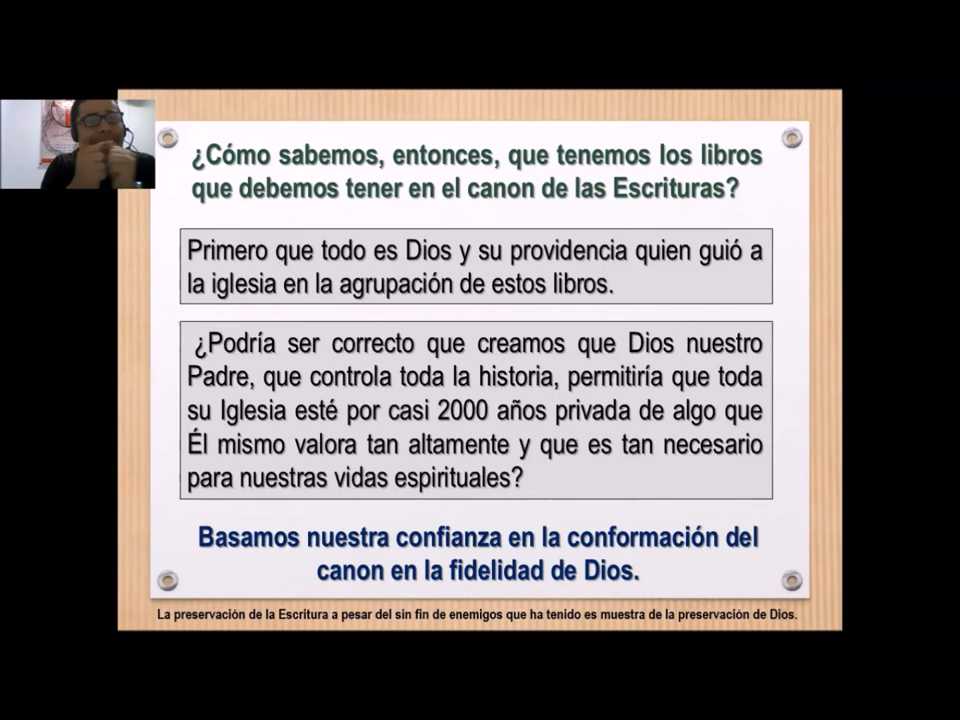 ¿Cómo sabemos, entonces, que tenemos los libros
que debemos tener en el canon de las Escrituras?
Primero que todo es Dios y su providencia quien guió a
la iglesia en la agrupación de estos libros.
¿Podría ser correcto que creamos que Dios nuestro
Padre, que controla toda la historia, permitiría que toda
su Iglesia esté por casi 2000 años privada de algo que
Él mismo valora tan altamente y que es tan necesario
para nuestras vidas espirituales?
Basamos nuestra confianza en la conformación del
canon en la fidelidad de Dios.
La preservación de la Escritura a pesar del sin fin de enemigos que ha tenido es muestra de la preservación de Dios.